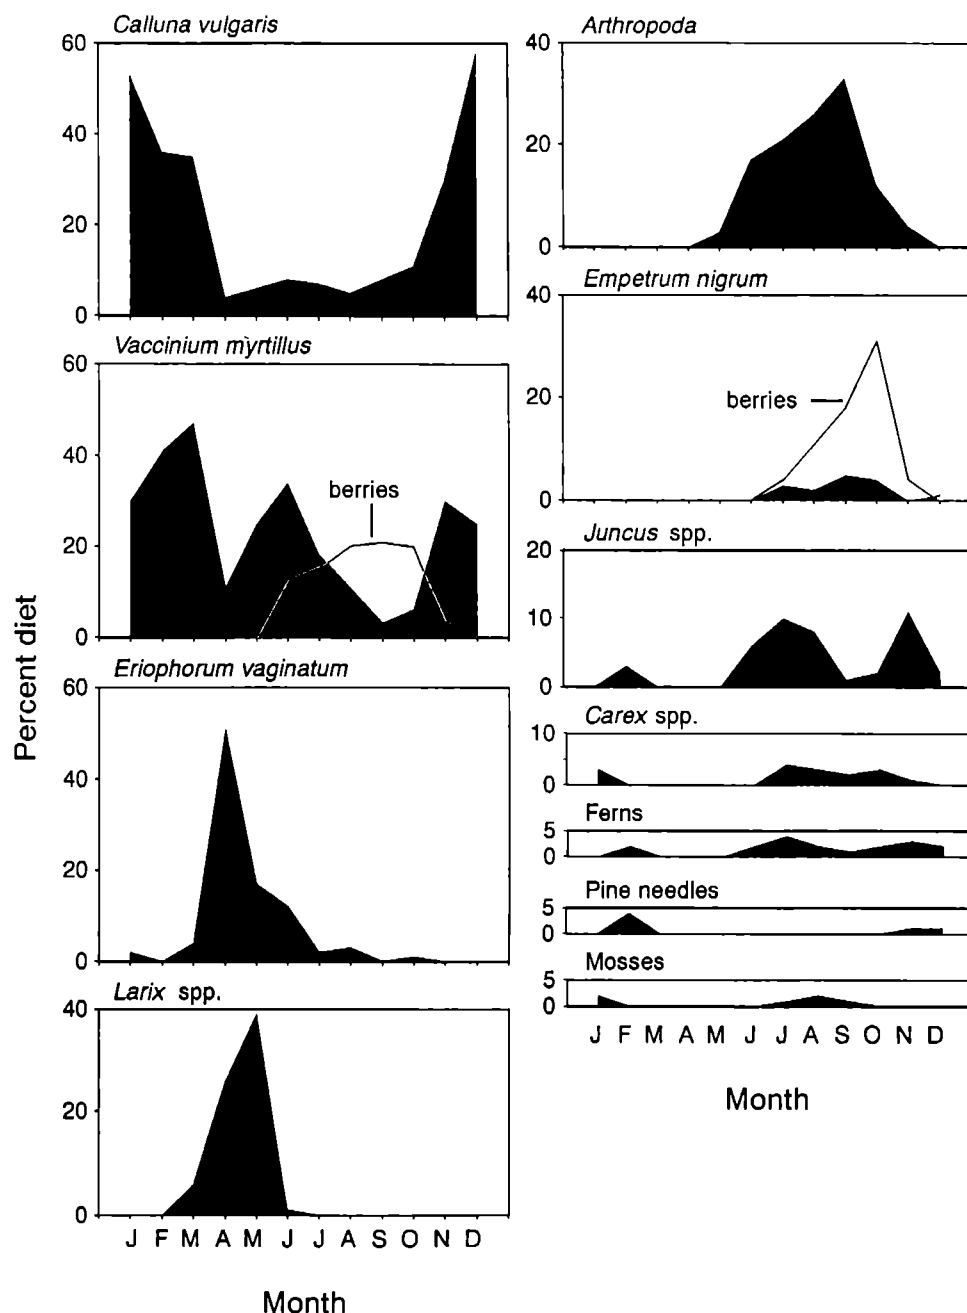 Calluna vulgaris
60
40
20
0
Vaccinium myrtillus
60
40
20
0
berries
Eriophorum vaginatum
60
40
20
0
Larix spp.
40
20
0
J F M A M J J A S O N D
Month
Percent diet
Arthropoda
40
20
0
Empetrum nigrum
40
20
0
berries
Juncus spp.
20
10
0
Carex spp.
10
0
Ferns
5
0
Pine needles
5
0
Mosses
5
0
J F M A M J J A S O N D
Month